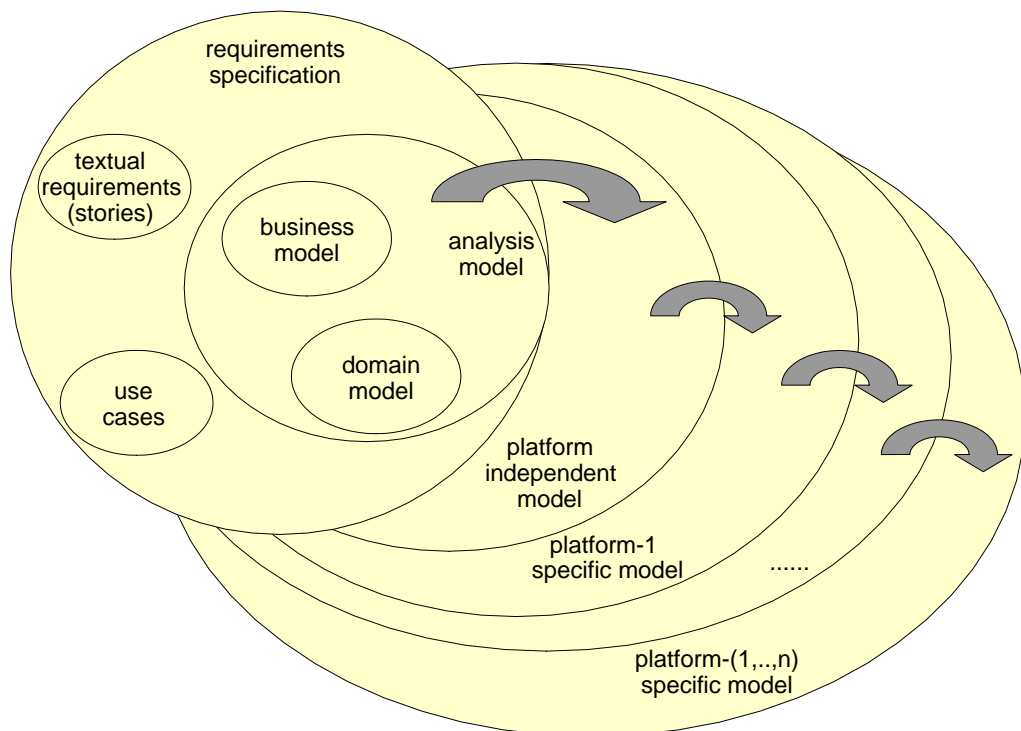 requirements
specification
textual
requirements
(stories)
business
model
analysis
model
domain
model
use
cases
platform
independent
model
platform-1
specific model
......
platform-(1,..,n)
specific model